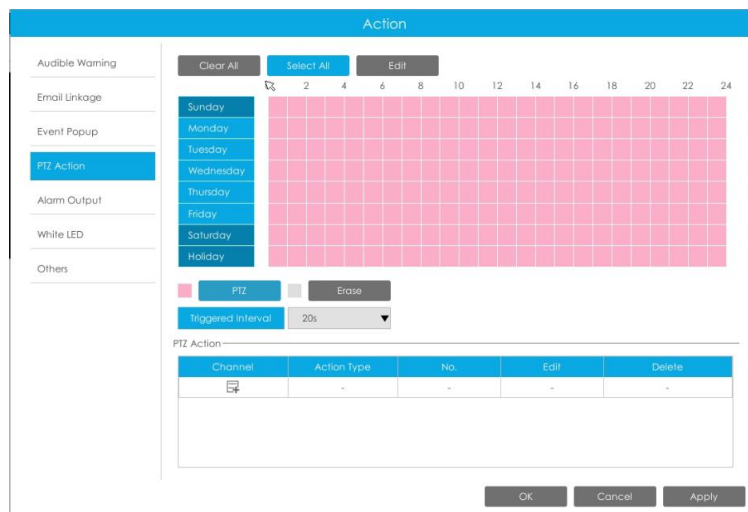 Action
Audible Warning
Email Linkage
Event Popup
PTZ Action
Alarm Output
White LED
Others
Clear All Select All Edit
2 4 6 8 10 12 14 16 18 20 22 24
Sunday
Monday
Tuesday
Wednesday
Thursday
Friday
Saturday
Holiday
PTZ Erase
Triggered Interval 20s
PTZ Action
Channel Action Type No. Edit Delete
- - - -
OK Cancel Apply